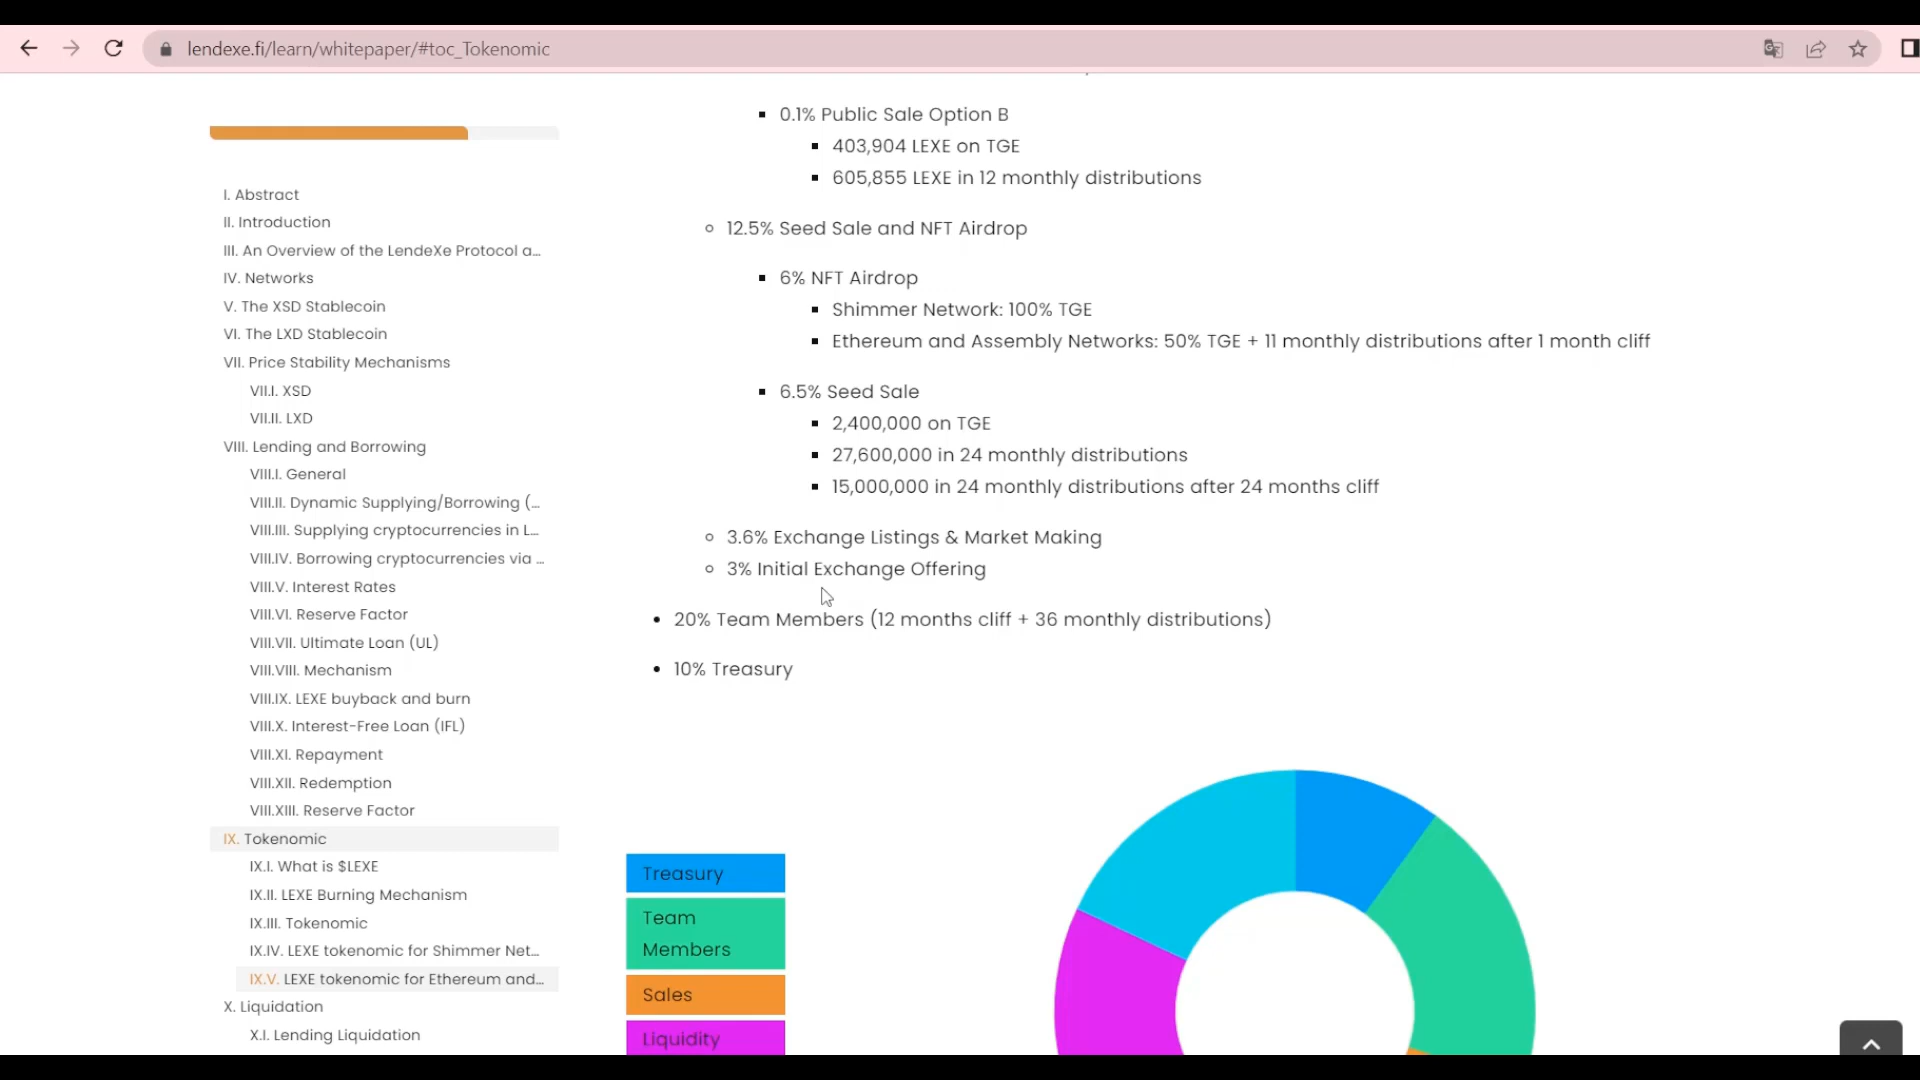 lendexe.fi/learn/whitepaper/#toc_Tokenomic
I. Abstract
II. Introduction
III. An Overview of the LendeXe Protocol a...
IV. Networks
V. The XSD Stablecoin
VI. The LXD Stablecoin
VII. Price Stability Mechanisms
VII.I. XSD
VII.II. LXD
VIII. Lending and Borrowing
VIII.I. General
VIII.II. Dynamic Supplying/Borrowing (...
VIII.III. Supplying cryptocurrencies in L...
VIII.IV. Borrowing cryptocurrencies via ...
VIII.V. Interest Rates
VIII.VI. Reserve Factor
VIII.VII. Ultimate Loan (UL)
VIII.VIII. Mechanism
VIII.IX. LEXE buyback and burn
VIII.X. Interest-Free Loan (IFL)
VIII.XI. Repayment
VIII.XII. Redemption
VIII.XIII. Reserve Factor
IX. Tokenomic
IX.I. What is $LEXE
IX.II. LEXE Burning Mechanism
IX.III. Tokenomic
IX.IV. LEXE tokenomic for Shimmer Net...
IX.V. LEXE tokenomic for Ethereum and...
X. Liquidation
X.I. Lending Liquidation
0.1% Public Sale Option B
403,904 LEXE on TGE
605,855 LEXE in 12 monthly distributions
12.5% Seed Sale and NFT Airdrop
6% NFT Airdrop
Shimmer Network: 100% TGE
Ethereum and Assembly Networks: 50% TGE + 11 monthly distributions after 1 month cliff
6.5% Seed Sale
2,400,000 on TGE
27,600,000 in 24 monthly distributions
15,000,000 in 24 monthly distributions after 24 months cliff
3.6% Exchange Listings & Market Making
3% Initial Exchange Offering
20% Team Members (12 months cliff + 36 monthly distributions)
10% Treasury
Treasury
Team
Members
Sales
Liquidity